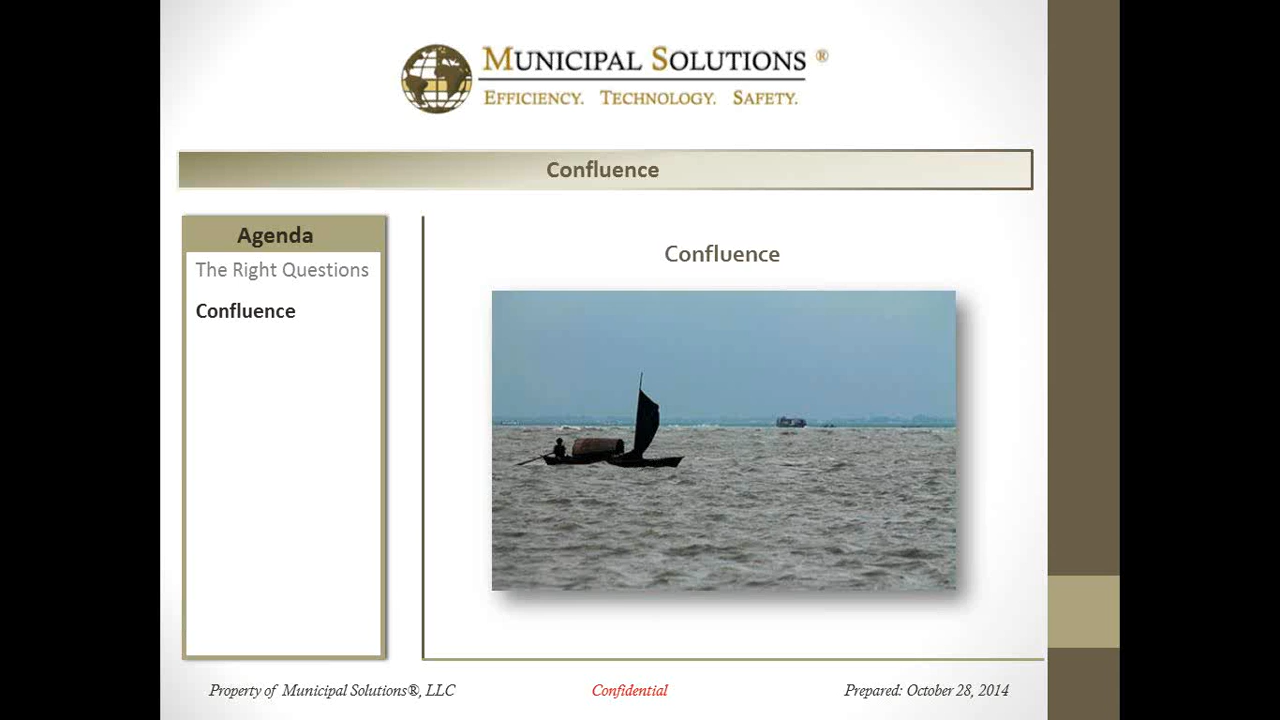 MUNICIPAL SOLUTIONS ®
EFFICIENCY. TECHNOLOGY. SAFETY.
Confluence
Agenda
The Right Questions
Confluence
Confluence
Property of Municipal Solutions®, LLC
Confidential
Prepared: October 28, 2014